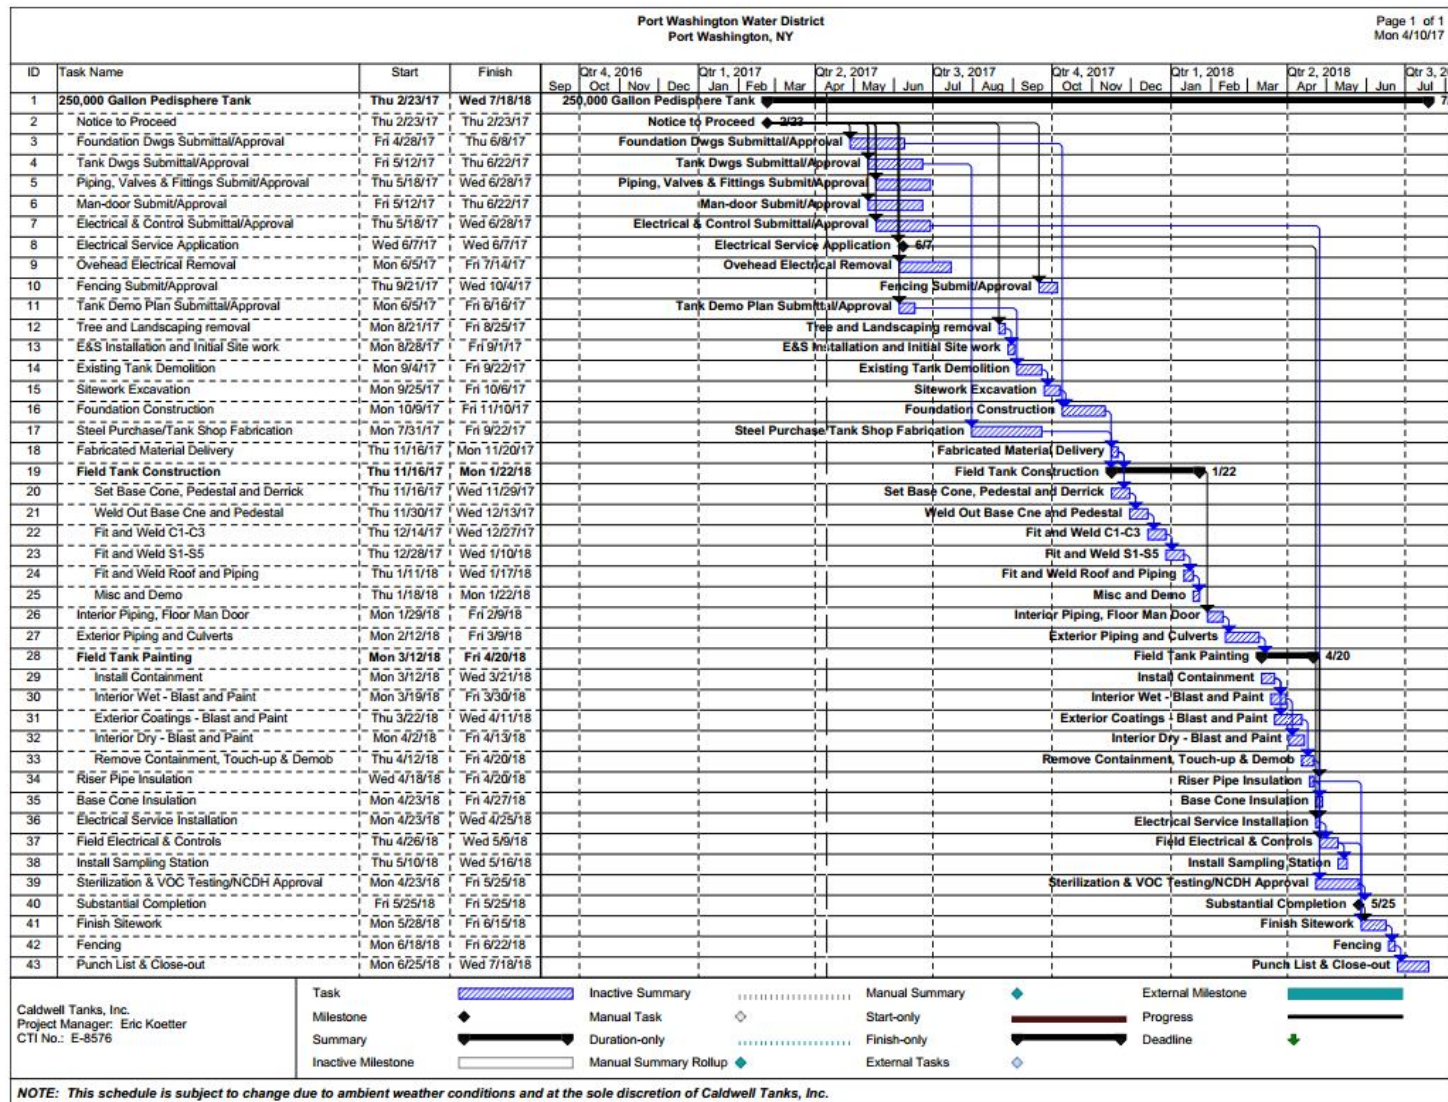 Port Washington Water District
Port Washington, NY
Page 1 of 1
Mon 4/10/17
ID Task Name Start Finish Qtr 4, 2016 Qtr 1, 2017 Qtr 2, 2017 Qtr 3, 2017 Qtr 4, 2017 Qtr 1, 2018 Qtr 2, 2018 Qtr 3, 2
Sep Oct Nov Dec Jan Feb Mar Apr May Jun Jul Aug Sep Oct Nov Dec Jan Feb Mar Apr May Jun Jul
1 250,000 Gallon Pedisphere Tank Thu 2/23/17 Wed 7/18/18 250,000 Gallon Pedisphere Tank 7
2 Notice to Proceed Thu 2/23/17 Thu 2/23/17 Notice to Proceed 2/23
3 Foundation Dwgs Submittal/Approval Fri 4/28/17 Thu 6/8/17 Foundation Dwgs Submittal/Approval
4 Tank Dwgs Submittal/Approval Fri 5/12/17 Thu 6/22/17 Tank Dwgs Submittal/Approval
5 Piping, Valves & Fittings Submit/Approval Thu 5/18/17 Wed 6/28/17 Piping, Valves & Fittings Submit/Approval
6 Man-door Submit/Approval Fri 5/12/17 Thu 6/22/17 Man-door Submit/Approval
7 Electrical & Control Submittal/Approval Thu 5/18/17 Wed 6/28/17 Electrical & Control Submittal/Approval
8 Electrical Service Application Wed 6/7/17 Wed 6/7/17 Electrical Service Application 6/7
9 Ovehead Electrical Removal Mon 6/5/17 Fri 7/14/17 Ovehead Electrical Removal
10 Fencing Submit/Approval Thu 9/21/17 Wed 10/4/17 Fencing Submit/Approval
11 Tank Demo Plan Submittal/Approval Mon 6/5/17 Fri 6/16/17 Tank Demo Plan Submittal/Approval
12 Tree and Landscaping removal Mon 8/21/17 Fri 8/25/17 Tree and Landscaping removal
13 E&S Installation and Initial Site work Mon 8/28/17 Fri 9/1/17 E&S Installation and Initial Site work
14 Existing Tank Demolition Mon 9/4/17 Fri 9/22/17 Existing Tank Demolition
15 Sitework Excavation Mon 9/25/17 Fri 10/6/17 Sitework Excavation
16 Foundation Construction Mon 10/9/17 Fri 11/10/17 Foundation Construction
17 Steel Purchase/Tank Shop Fabrication Mon 7/31/17 Fri 9/22/17 Steel Purchase/Tank Shop Fabrication
18 Fabricated Material Delivery Thu 11/16/17 Mon 11/20/17 Fabricated Material Delivery
19 Field Tank Construction Thu 11/16/17 Mon 1/22/18 Field Tank Construction 1/22
20 Set Base Cone, Pedestal and Derrick Thu 11/16/17 Wed 11/29/17 Set Base Cone, Pedestal and Derrick
21 Weld Out Base Cne and Pedestal Thu 11/30/17 Wed 12/13/17 Weld Out Base Cne and Pedestal
22 Fit and Weld C1-C3 Thu 12/14/17 Wed 12/27/17 Fit and Weld C1-C3
23 Fit and Weld S1-S5 Thu 12/28/17 Wed 1/10/18 Fit and Weld S1-S5
24 Fit and Weld Roof and Piping Thu 1/11/18 Wed 1/17/18 Fit and Weld Roof and Piping
25 Misc and Demo Thu 1/18/18 Mon 1/22/18 Misc and Demo
26 Interior Piping, Floor Man Door Mon 1/29/18 Fri 2/9/18 Interior Piping, Floor Man Door
27 Exterior Piping and Culverts Mon 2/12/18 Fri 3/9/18 Exterior Piping and Culverts
28 Field Tank Painting Mon 3/12/18 Fri 4/20/18 Field Tank Painting 4/20
29 Install Containment Mon 3/12/18 Wed 3/21/18 Install Containment
30 Interior Wet - Blast and Paint Mon 3/19/18 Fri 3/30/18 Interior Wet - Blast and Paint
31 Exterior Coatings - Blast and Paint Thu 3/22/18 Wed 4/11/18 Exterior Coatings - Blast and Paint
32 Interior Dry - Blast and Paint Mon 4/2/18 Fri 4/13/18 Interior Dry - Blast and Paint
33 Remove Containment, Touch-up & Demob Thu 4/12/18 Fri 4/20/18 Remove Containment, Touch-up & Demob
34 Riser Pipe Insulation Wed 4/18/18 Fri 4/20/18 Riser Pipe Insulation
35 Base Cone Insulation Mon 4/23/18 Fri 4/27/18 Base Cone Insulation
36 Electrical Service Installation Mon 4/23/18 Wed 4/25/18 Electrical Service Installation
37 Field Electrical & Controls Thu 4/26/18 Wed 5/9/18 Field Electrical & Controls
38 Install Sampling Station Thu 5/10/18 Wed 5/16/18 Install Sampling Station
39 Sterilization & VOC Testing/NCDH Approval Mon 4/23/18 Fri 5/25/18 Sterilization & VOC Testing/NCDH Approval
40 Substantial Completion Fri 5/25/18 Fri 5/25/18 Substantial Completion 5/25
41 Finish Sitework Mon 5/28/18 Fri 6/15/18 Finish Sitework
42 Fencing Mon 6/18/18 Fri 6/22/18 Fencing
43 Punch List & Close-out Mon 6/25/18 Wed 7/18/18 Punch List & Close-out
Caldwell Tanks, Inc.
Project Manager: Eric Koetter
CTI No.: E-8576
Task Inactive Summary Manual Summary External Milestone
Milestone Manual Task Start-only Progress
Summary Duration-only Finish-only Deadline
Inactive Milestone Manual Summary Rollup External Tasks
NOTE: This schedule is subject to change due to ambient weather conditions and at the sole discretion of Caldwell Tanks, Inc.